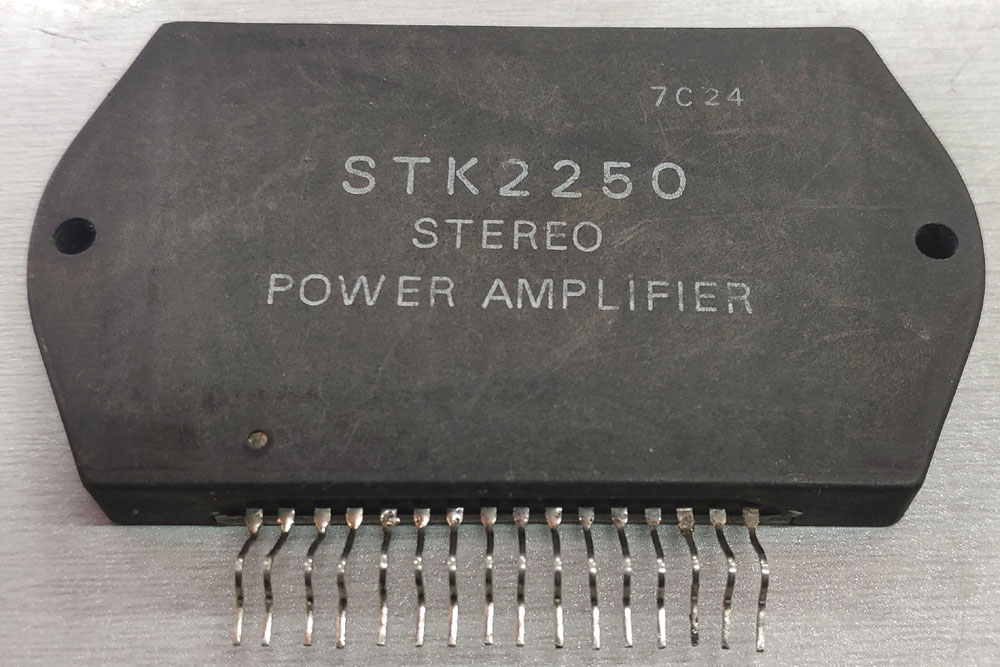 7C24
STK2250
STEREO
POWER AMPLIFIER